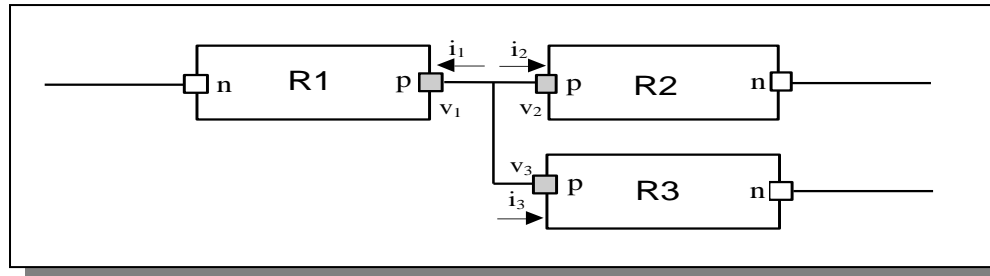 i₁ i₂
n R1 p p R2 n
v₁ v₂
v₃ p R3 n
i₃